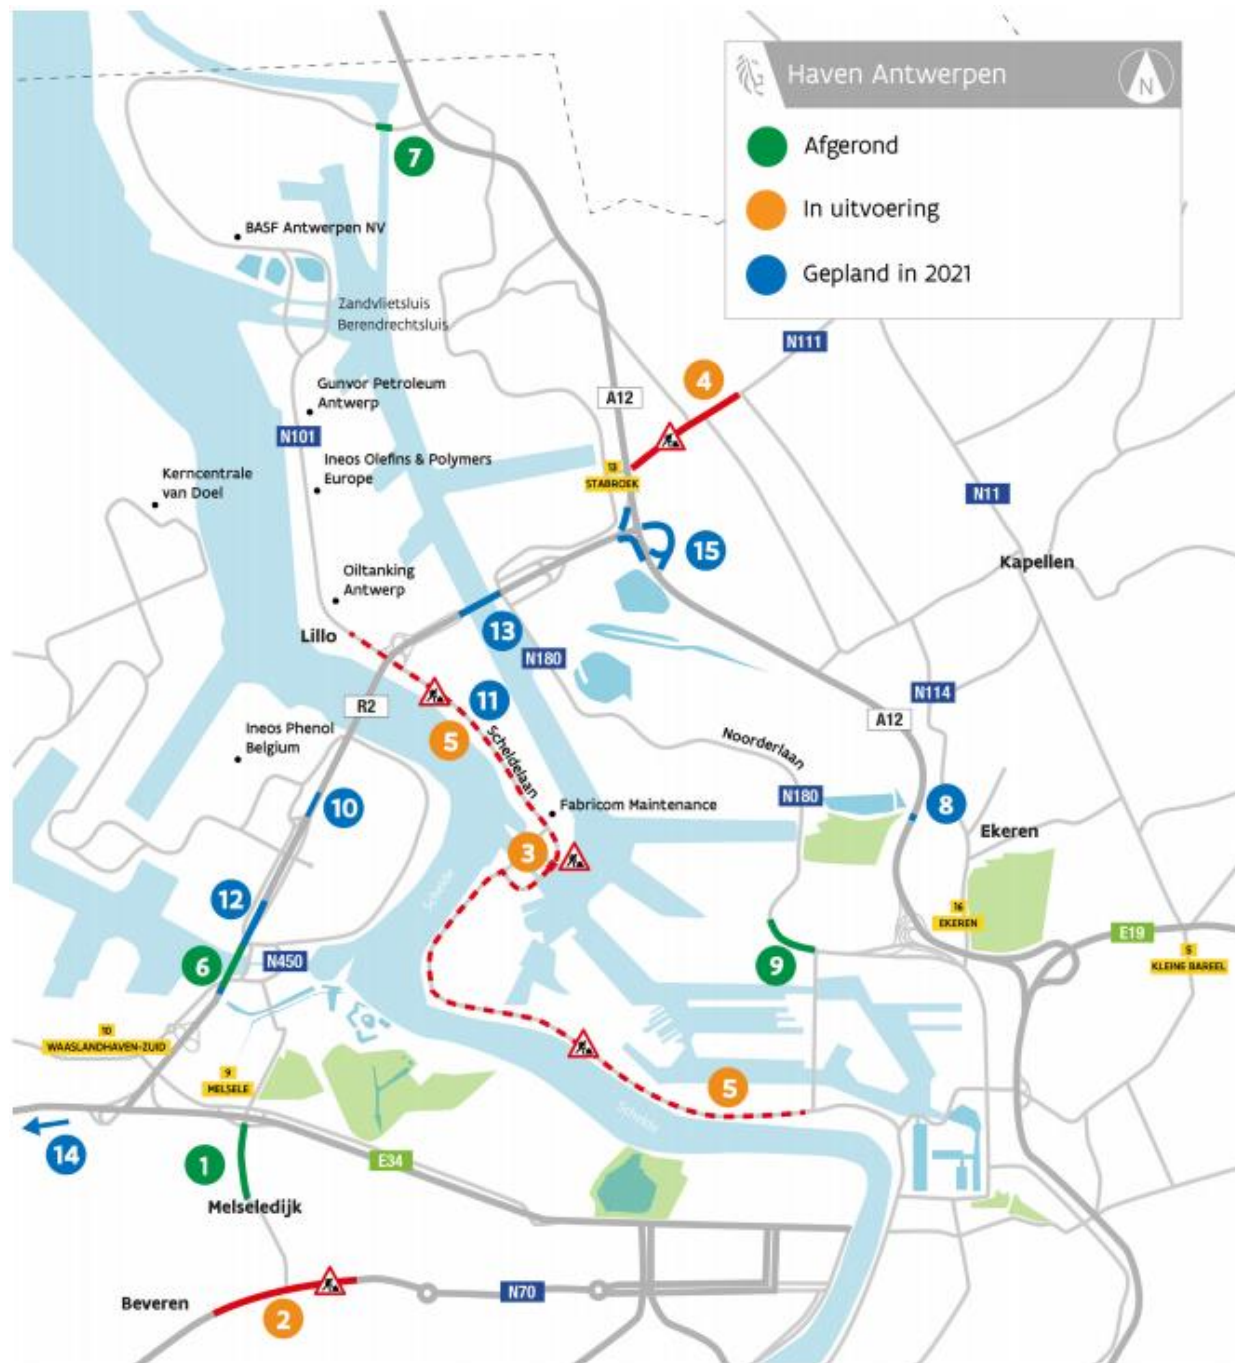 Haven Antwerpen
N
Afgerond
In uitvoering
Gepland in 2021
7
BASF Antwerpen NV
Zandvlietsluis
Berendrechtsluis
N111
4
A12
Gunvor Petroleum
Antwerp
N101
Ineos Olefins & Polymers
Europe
13
STABROEK
Kerncentrale
van Doel
N11
15
Kapellen
Oiltanking
Antwerp
Lillo
13
N180
N114
11
R2
A12
Ineos Phenol
Belgium
5
Scheldelaan
Noorderlaan
N180
10
Fabricom Maintenance
8
Ekeren
3
Schelde
12
16
EKEREN
E19
5
KLEINE BAREEL
6
N450
9
10
WAASLANDHAVEN-ZUID
9
MELSELE
5
Schelde
14
1
E34
Melseledijk
Beveren
2
N70